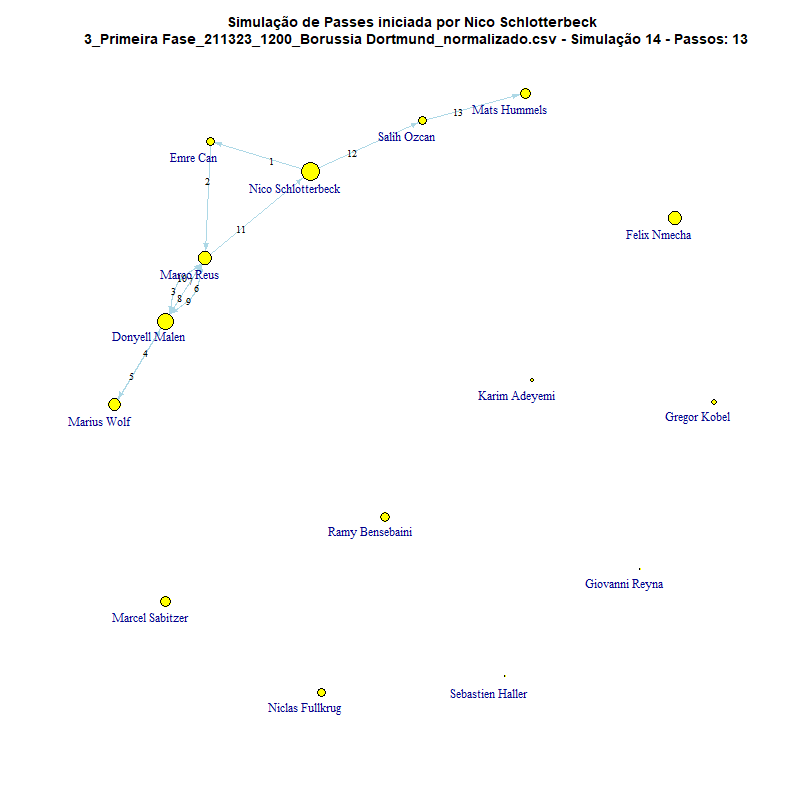 Simulação de Passes iniciada por Nico Schlotterbeck
3_Primeira Fase_211323_1200_Borussia Dortmund_normalizado.csv - Simulação 14 - Passos: 13
Mats Hummels
13
Salih Ozcan
12
Emre Can
1
Nico Schlotterbeck
2
11
Felix Nmecha
Marco Reus
10
7
3
6
8
9
Donyell Malen
4
5
Marius Wolf
Karim Adeyemi
Gregor Kobel
Ramy Bensebaini
Giovanni Reyna
Marcel Sabitzer
Sebastien Haller
Niclas Fullkrug